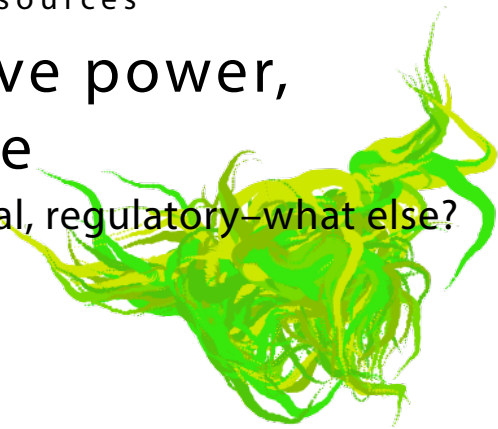 sources
ve power,
e
al, regulatory–what else?